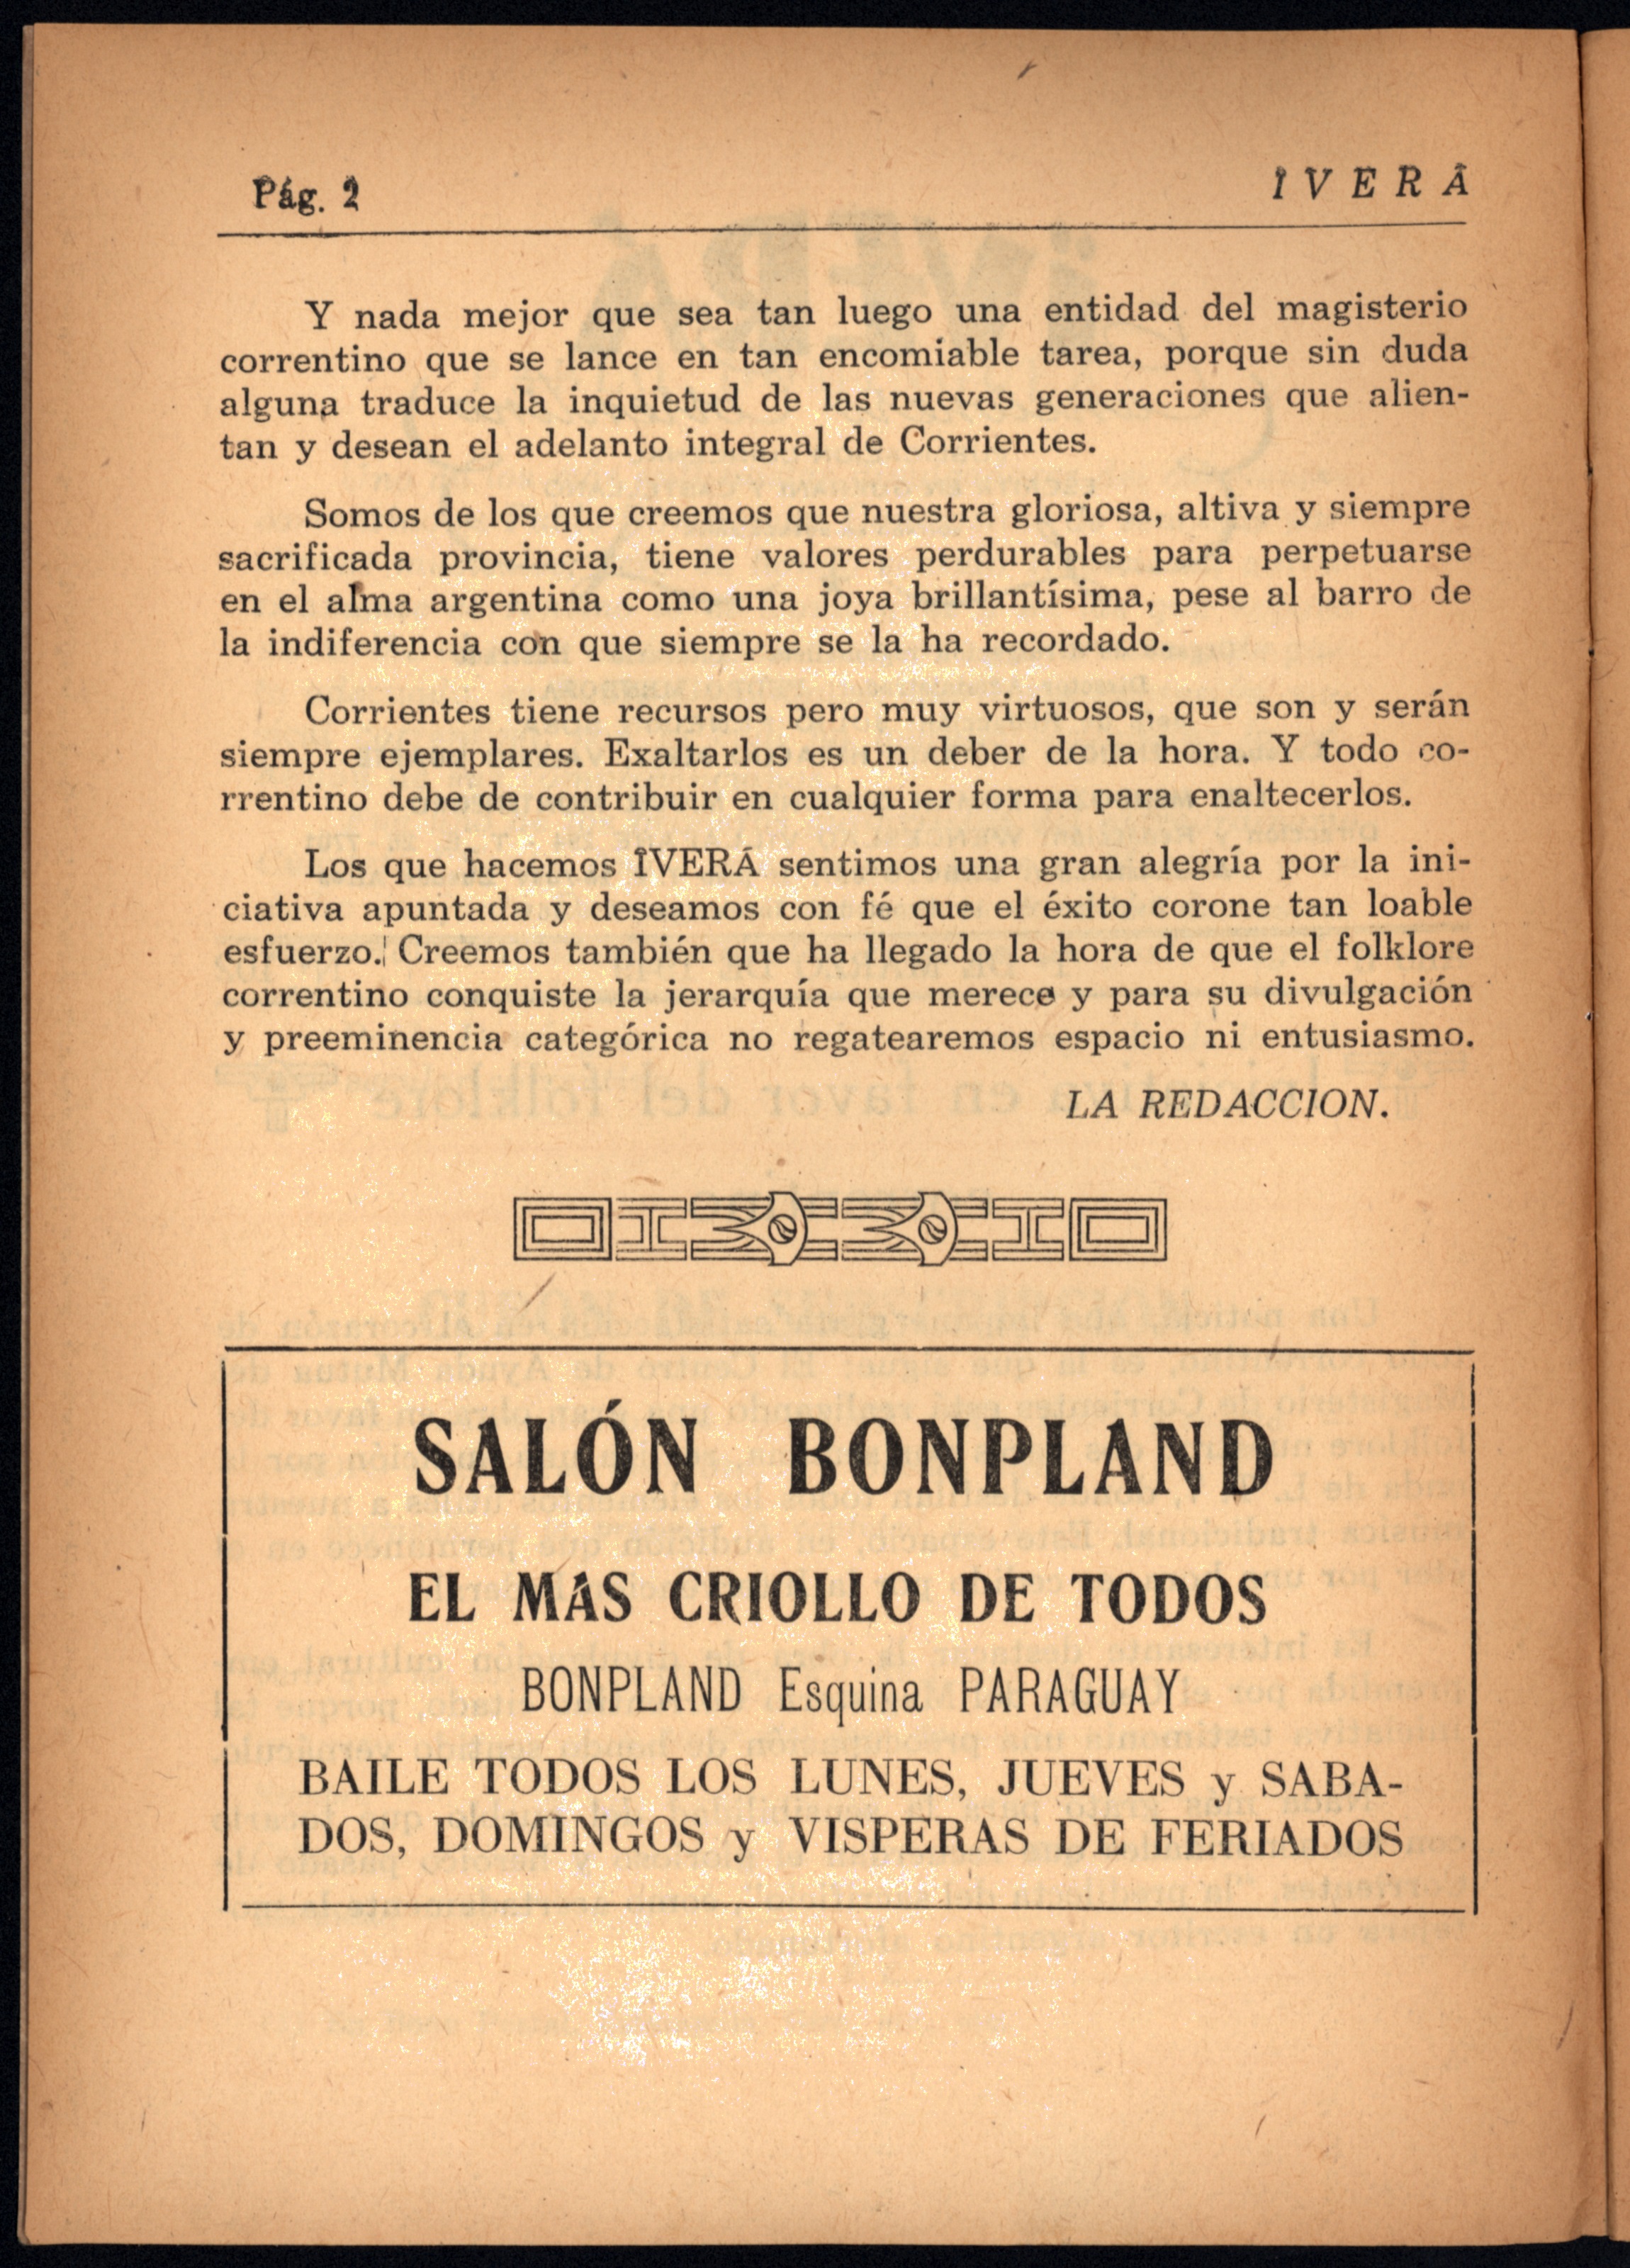 Pág. 2
ÎVERÂ
Y nada mejor que sea tan luego una entidad del magisterio
correntino que se lance en tan encomiable tarea, porque sin duda
alguna traduce la inquietud de las nuevas generaciones que alien-
tan y desean el adelanto integral de Corrientes.
Somos de los que creemos que nuestra gloriosa, altiva y siempre
sacrificada provincia, tiene valores perdurables para perpetuarse
en el alma argentina como una joya brillantísima, pese al barro de
la indiferencia con que siempre se la ha recordado.
Corrientes tiene recursos pero muy virtuosos, que son y serán
siempre ejemplares. Exaltarlos es un deber de la hora. Y todo co-
rrentino debe de contribuir en cualquier forma para enaltecerlos.
Los que hacemos ÎVERÂ sentimos una gran alegría por la ini-
ciativa apuntada y deseamos con fé que el éxito corone tan loable
esfuerzo. Creemos también que ha llegado la hora de que el folklore
correntino conquiste la jerarquía que merece y para su divulgación
y preeminencia categórica no regatearemos espacio ni entusiasmo.
LA REDACCION.
SALÓN BONPLAND
EL MAS CRIOLLO DE TODOS
BONPLAND Esquina PARAGUAY
BAILE TODOS LOS LUNES, JUEVES y SABA-
DOS, DOMINGOS y VISPERAS DE FERIADOS